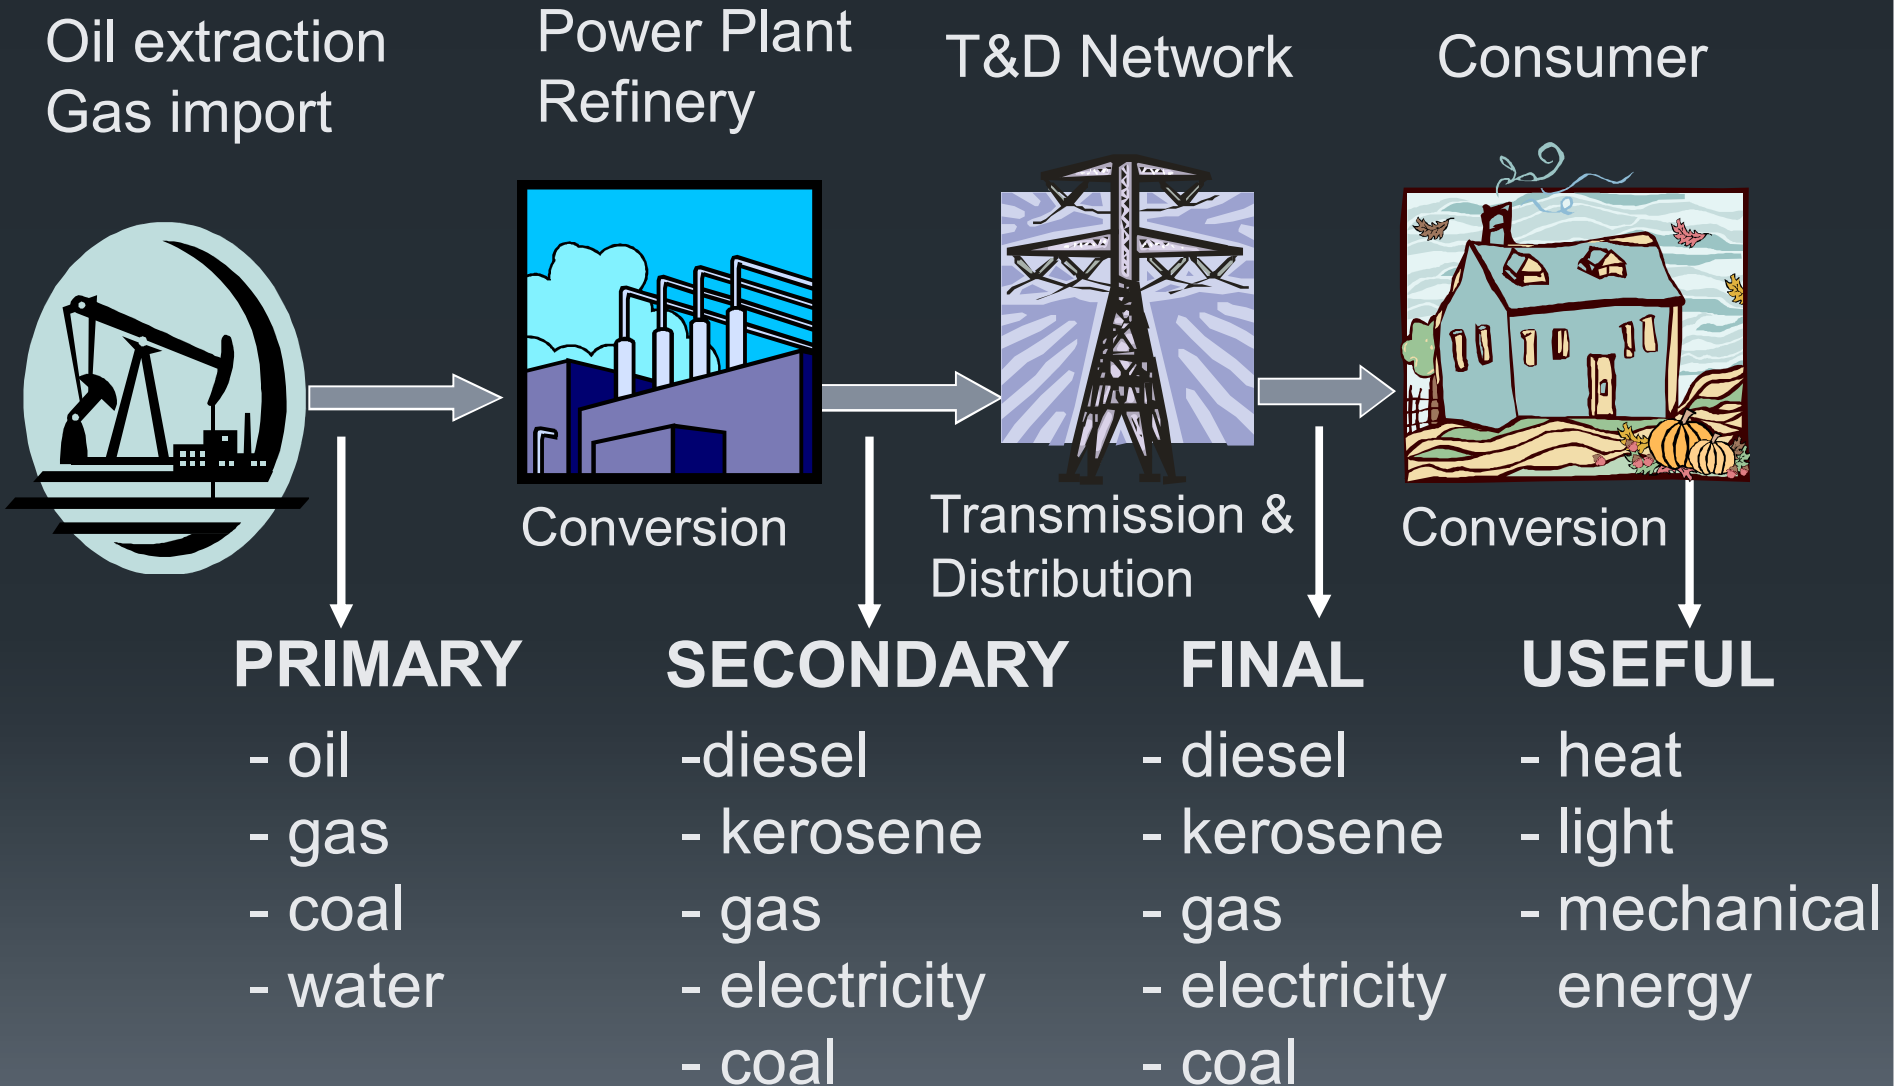 Oil extraction
Gas import
Power Plant
Refinery
T&D Network
Consumer
Conversion
Transmission &
Distribution
Conversion
PRIMARY
- oil
- gas
- coal
- water
SECONDARY
-diesel
- kerosene
- gas
- electricity
- coal
FINAL
- diesel
- kerosene
- gas
- electricity
- coal
USEFUL
- heat
- light
- mechanical
energy